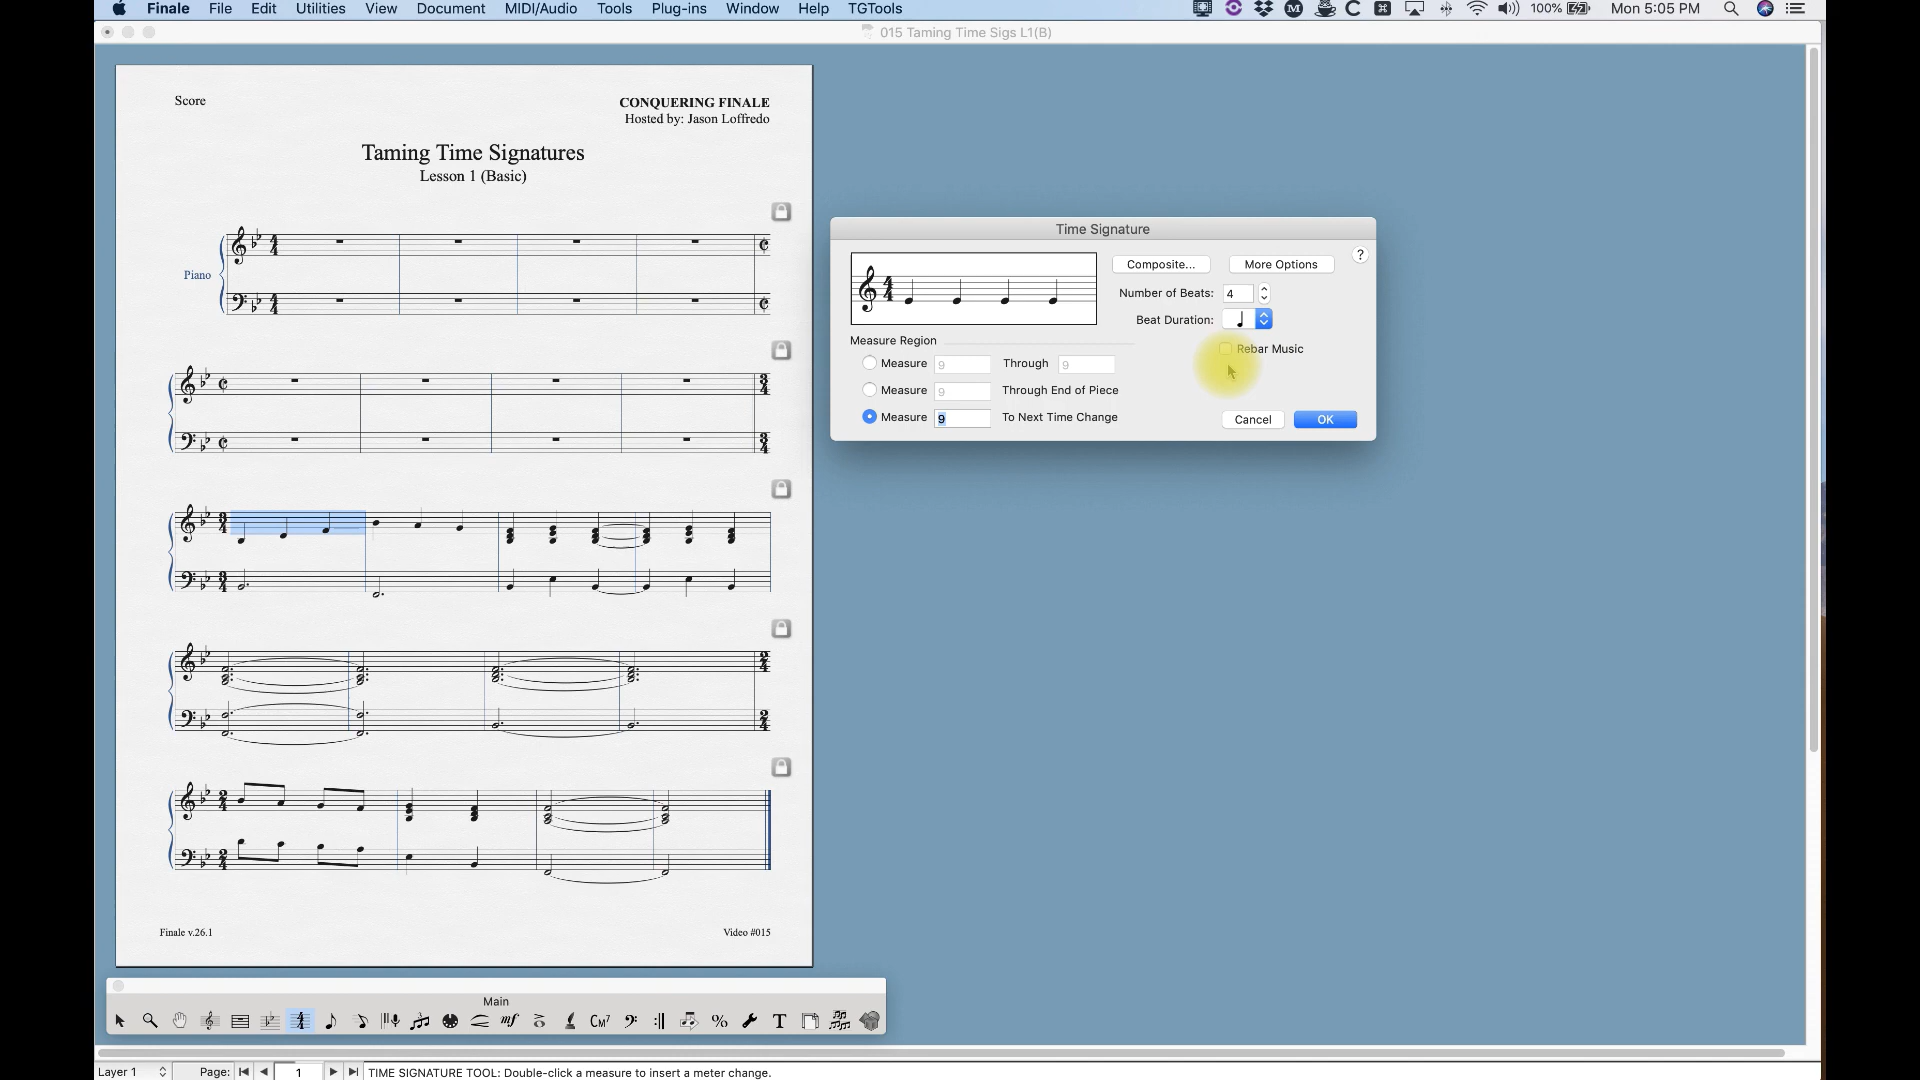 Finale File Edit Utilities View Document MIDI/Audio Tools Plug-ins Window Help TGTools 100% Mon 5:05 PM
015 Taming Time Sigs L1(B)
Score
CONQUERING FINALE
Hosted by: Jason Loffredo
Taming Time Signatures
Lesson 1 (Basic)
Piano
Finale v.26.1
Video #015
Time Signature
Composite...
More Options
?
Number of Beats: 4
Beat Duration:
Rebar Music
Measure Region
Measure 9 Through 9
Measure 9 Through End of Piece
Measure 9 To Next Time Change
Cancel
OK
Main
mf CM7 % T
Layer 1 Page: 1 TIME SIGNATURE TOOL: Double-click a measure to insert a meter change.